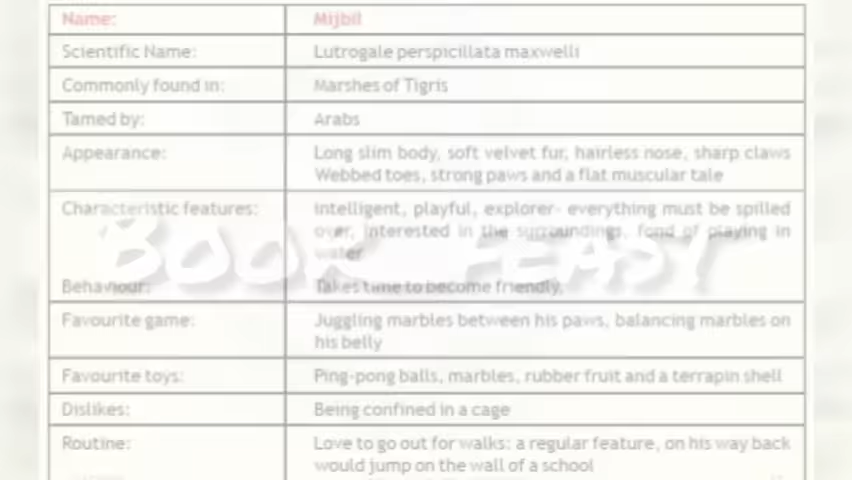 Name: Mijbil
Scientific Name: Lutrogale perspicillata maxwelli
Commonly found in: Marshes of Tigris
Tamed by: Arabs
Appearance: Long slim body, soft velvet fur, hairless nose, sharp claws
Webbed toes, strong paws and a flat muscular tale
Characteristic features: intelligent, playful, explorer- everything must be spilled
over, interested in the surroundings, fond of playing in
water
BOOK FEAST
Behaviour: Takes time to become friendly,
Favourite game: Juggling marbles between his paws, balancing marbles on
his belly
Favourite toys: Ping-pong balls, marbles, rubber fruit and a terrapin shell
Dislikes: Being confined in a cage
Routine: Love to go out for walks: a regular feature, on his way back
would jump on the wall of a school